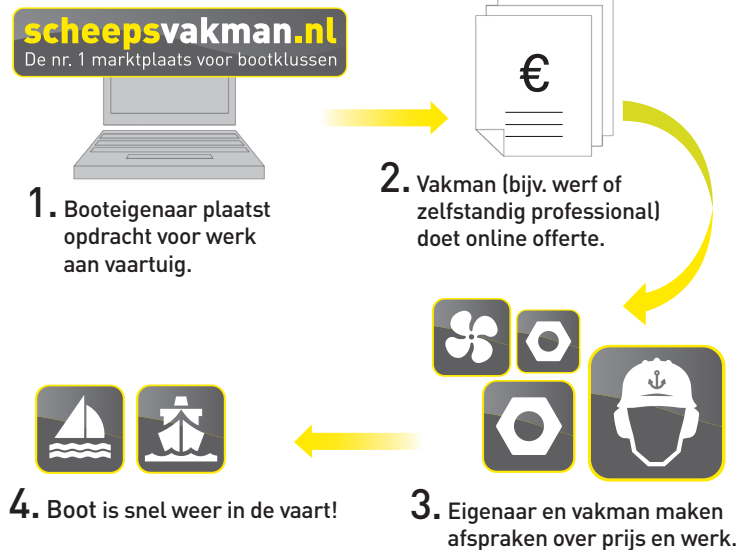 scheepsvakman.nl
De nr. 1 marktplaats voor bootklussen
€
1. Booteigenaar plaatst
opdracht voor werk
aan vaartuig.
2. Vakman (bijv. werf of
zelfstandig professional)
doet online offerte.
3. Eigenaar en vakman maken
afspraken over prijs en werk.
4. Boot is snel weer in de vaart!